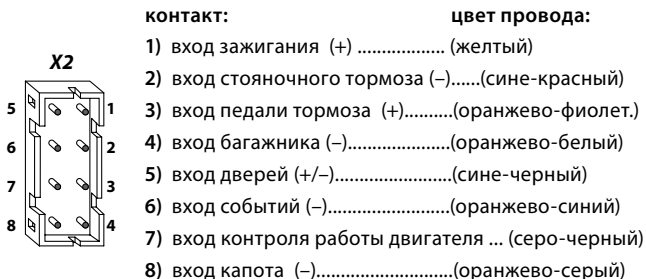 контакт: цвет провода:
X2
1) вход зажигания (+) .................. (желтый)
2) вход стояночного тормоза (–)......(сине-красный)
3) вход педали тормоза (+)..........(оранжево-фиолет.)
4) вход багажника (–)......................(оранжево-белый)
5) вход дверей (+/–)........................(сине-черный)
6) вход событий (–).........................(оранжево-синий)
7) вход контроля работы двигателя ... (серо-черный)
8) вход капота (–)............................(оранжево-серый)
5 1
6 2
7 3
8 4